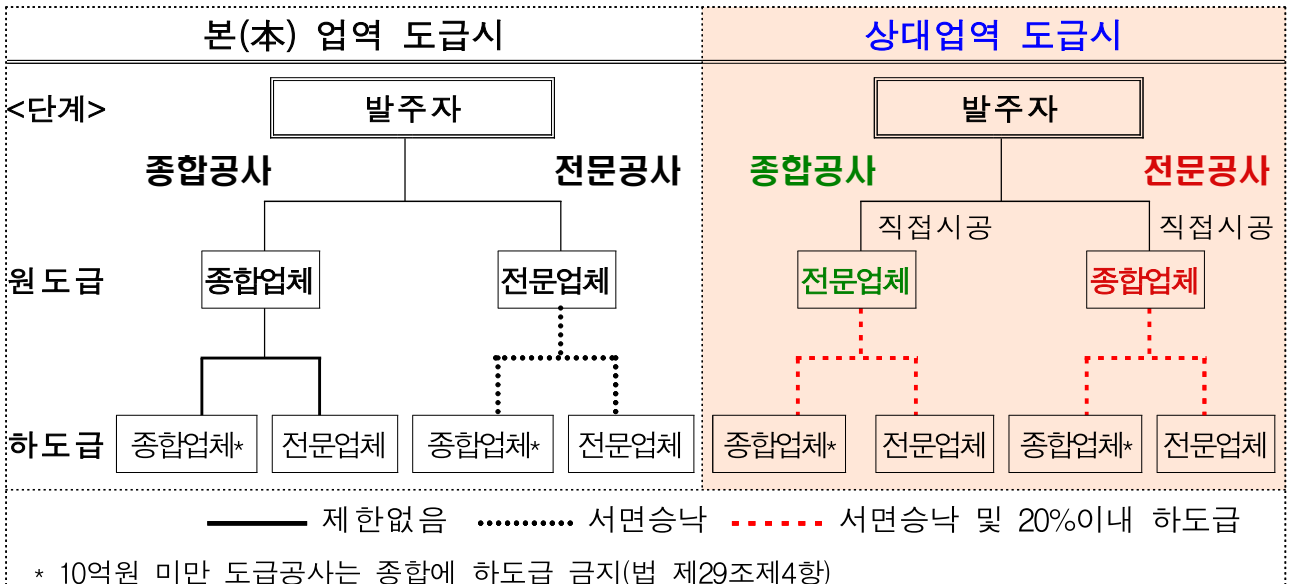 본(本) 업역 도급시 상대업역 도급시
<단계> 발주자 발주자
종합공사 전문공사 종합공사 전문공사
직접시공 직접시공
원도급 종합업체 전문업체 전문업체 종합업체
하도급 종합업체* 전문업체 종합업체* 전문업체 종합업체* 전문업체 종합업체* 전문업체
제한없음 서면승낙 서면승낙 및 20%이내 하도급
* 10억원 미만 도급공사는 종합에 하도급 금지(법 제29조제4항)